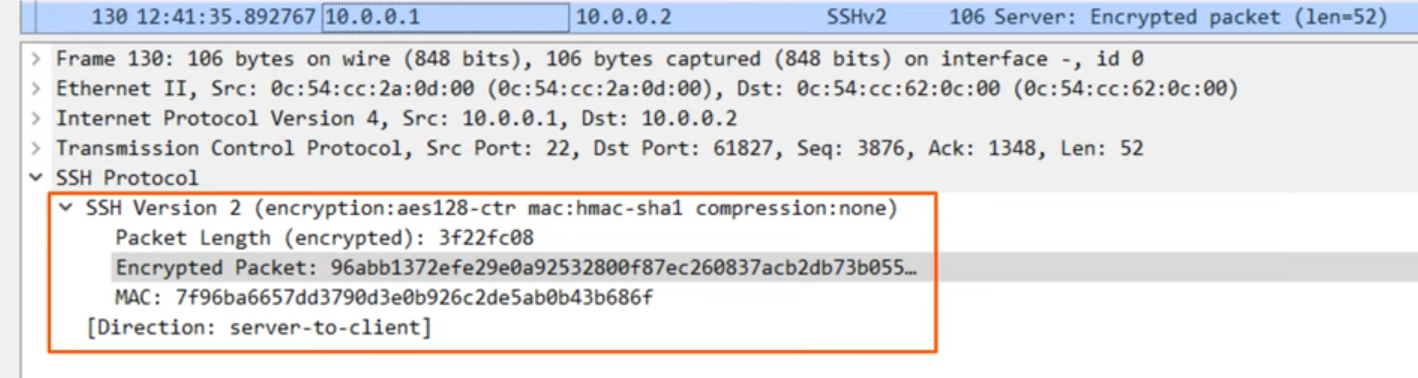 130 12:41:35.892767 10.0.0.1 10.0.0.2 SSHv2 106 Server: Encrypted packet (len=52)
Frame 130: 106 bytes on wire (848 bits), 106 bytes captured (848 bits) on interface -, id 0
Ethernet II, Src: 0c:54:cc:2a:0d:00 (0c:54:cc:2a:0d:00), Dst: 0c:54:cc:62:0c:00 (0c:54:cc:62:0c:00)
Internet Protocol Version 4, Src: 10.0.0.1, Dst: 10.0.0.2
Transmission Control Protocol, Src Port: 22, Dst Port: 61827, Seq: 3876, Ack: 1348, Len: 52
SSH Protocol
SSH Version 2 (encryption:aes128-ctr mac:hmac-sha1 compression:none)
Packet Length (encrypted): 3f22fc08
Encrypted Packet: 96abb1372efe29e0a92532800f87ec260837acb2db73b055…
MAC: 7f96ba6657dd3790d3e0b926c2de5ab0b43b686f
[Direction: server-to-client]